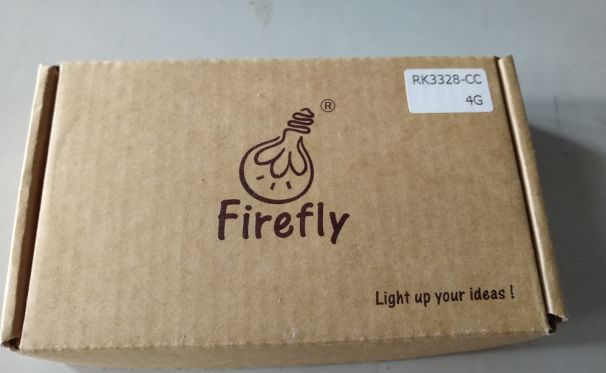 RK3328-CC
4G
®
Firefly
Light up your ideas !